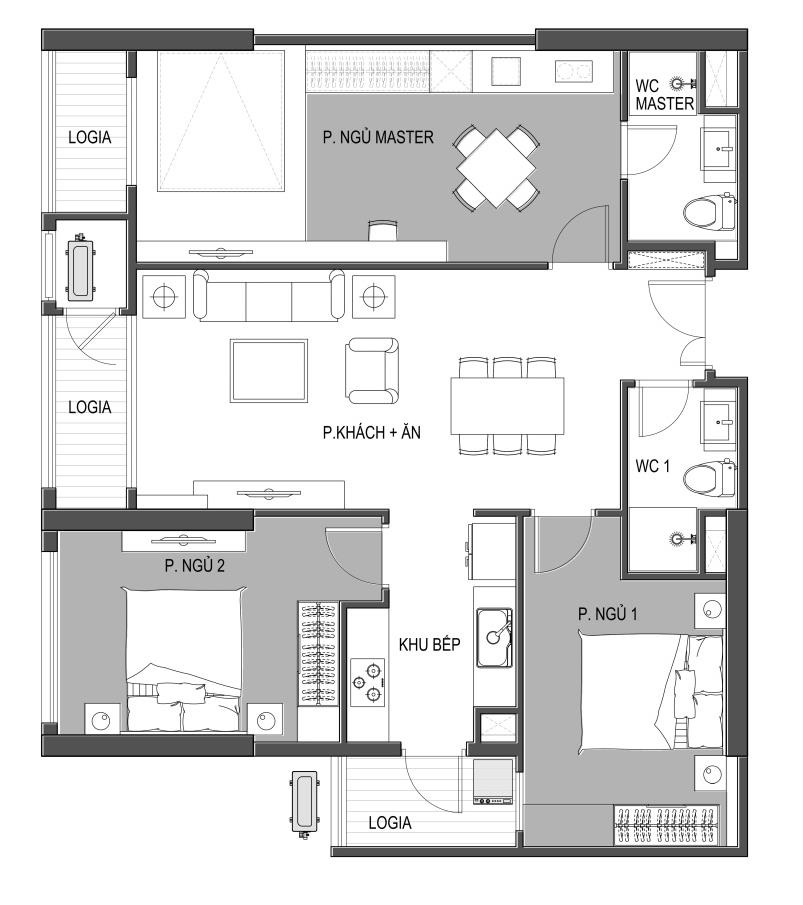 WC
MASTER
LOGIA
P. NGỦ MASTER
LOGIA
P.KHÁCH + ĂN
WC 1
P. NGỦ 2
P. NGỦ 1
KHU BẾP
LOGIA